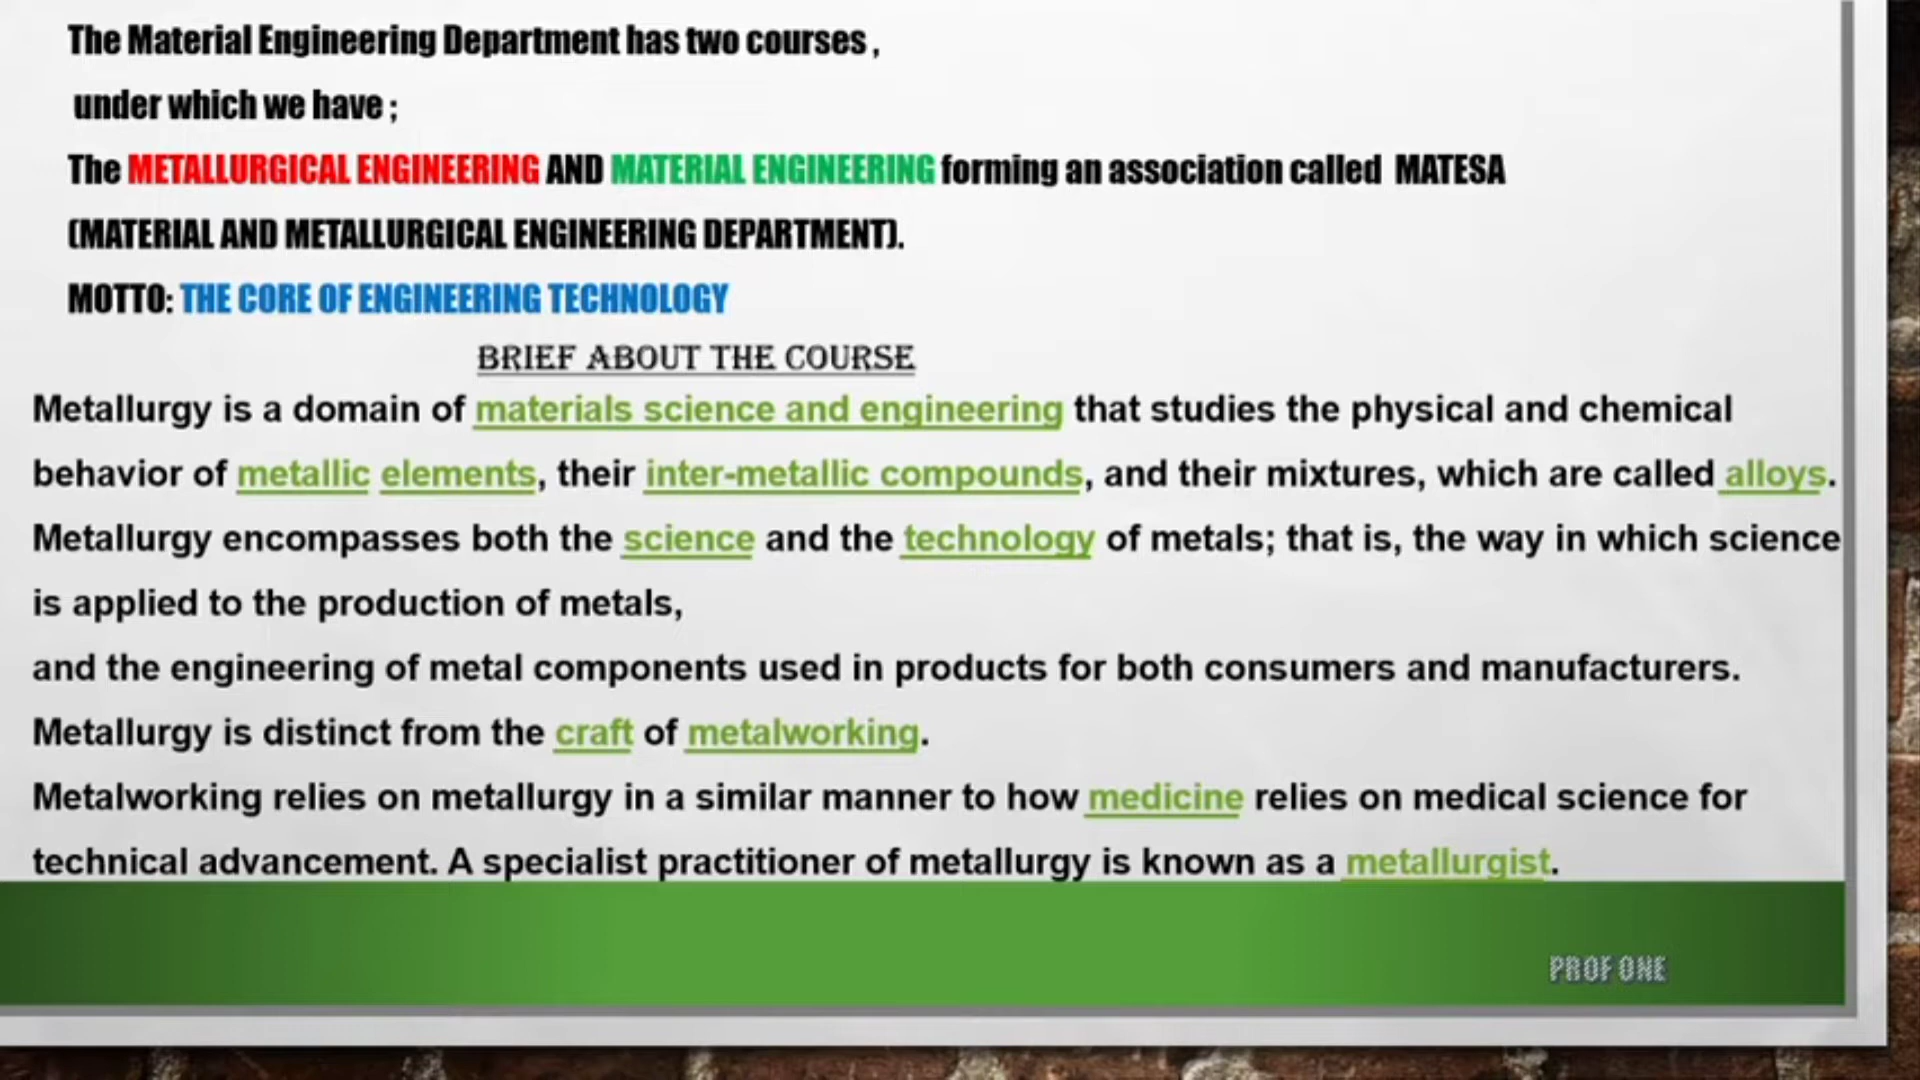 The Material Engineering Department has two courses ,
under which we have ;
The METALLURGICAL ENGINEERING AND MATERIAL ENGINEERING forming an association called MATESA
(MATERIAL AND METALLURGICAL ENGINEERING DEPARTMENT).
MOTTO: THE CORE OF ENGINEERING TECHNOLOGY
BRIEF ABOUT THE COURSE
Metallurgy is a domain of materials science and engineering that studies the physical and chemical
behavior of metallic elements, their inter-metallic compounds, and their mixtures, which are called alloys.
Metallurgy encompasses both the science and the technology of metals; that is, the way in which science
is applied to the production of metals,
and the engineering of metal components used in products for both consumers and manufacturers.
Metallurgy is distinct from the craft of metalworking.
Metalworking relies on metallurgy in a similar manner to how medicine relies on medical science for
technical advancement. A specialist practitioner of metallurgy is known as a metallurgist.
PROF ONE